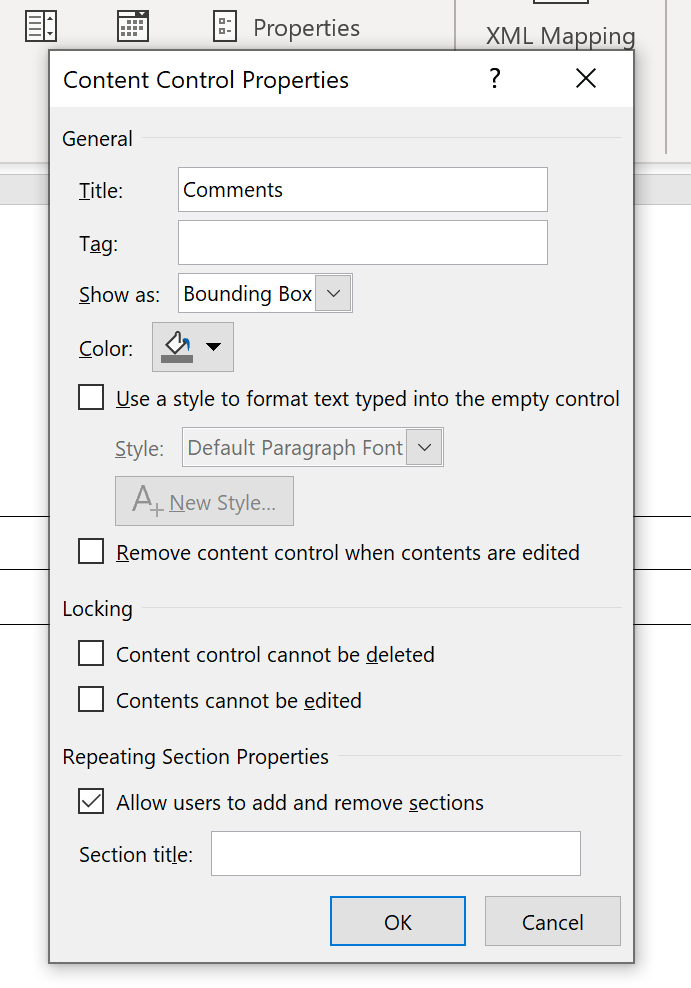 Properties
XML Mapping
Content Control Properties ?
General
Title: Comments
Tag:
Show as: Bounding Box
Color:
Use a style to format text typed into the empty control
Style: Default Paragraph Font
A+ New Style...
Remove content control when contents are edited
Locking
Content control cannot be deleted
Contents cannot be edited
Repeating Section Properties
Allow users to add and remove sections
Section title:
OK Cancel